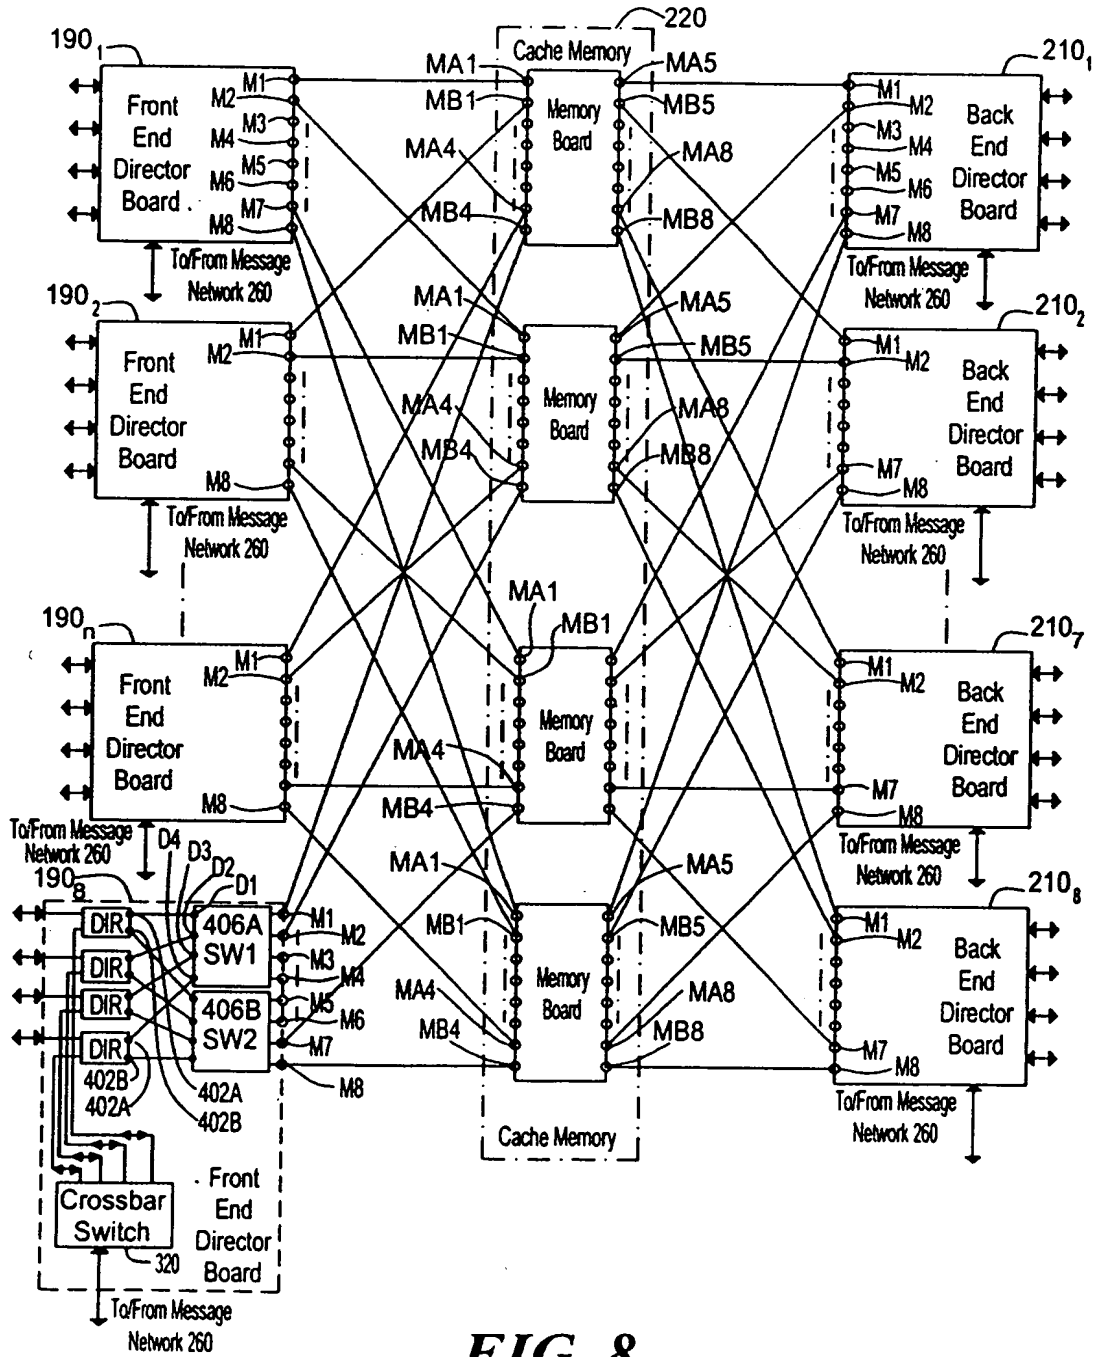 220
190 1
Cache Memory
210 1
MA1
MB1
MA4
MB4
Memory
Board
MA5
MB5
MA8
MB8
Front
End
Director
Board
M1
M2
M3
M4
M5
M6
M7
M8
To/From Message
Network 260
M1
M2
M3
M4
M5
M6
M7
M8
Back
End
Director
Board
To/From Message
Network 260
190 2
210 2
Front
End
Director
Board
M1
M2
M8
To/From Message
Network 260
MA1
MB1
MA4
MB4
Memory
Board
MA5
MB5
MA8
MB8
M1
M2
M7
M8
Back
End
Director
Board
To/From Message
Network 260
190 n
210 7
Front
End
Director
Board
M1
M2
M8
To/From Message
Network 260
MA1
MB1
MA4
MB4
Memory
Board
M1
M2
M7
M8
Back
End
Director
Board
To/From Message
Network 260
190 8
210 8
D4
D3
D2
D1
DIR
DIR
DIR
DIR
406A
SW1
406B
SW2
M1
M2
M3
M4
M5
M6
M7
M8
402B
402A
402A
402B
Crossbar
Switch
320
Front
End
Director
Board
To/From Message
Network 260
MA1
MB1
MA4
MB4
Memory
Board
MA5
MB5
MA8
MB8
Cache Memory
M1
M2
M7
M8
Back
End
Director
Board
To/From Message
Network 260
FIG. 8